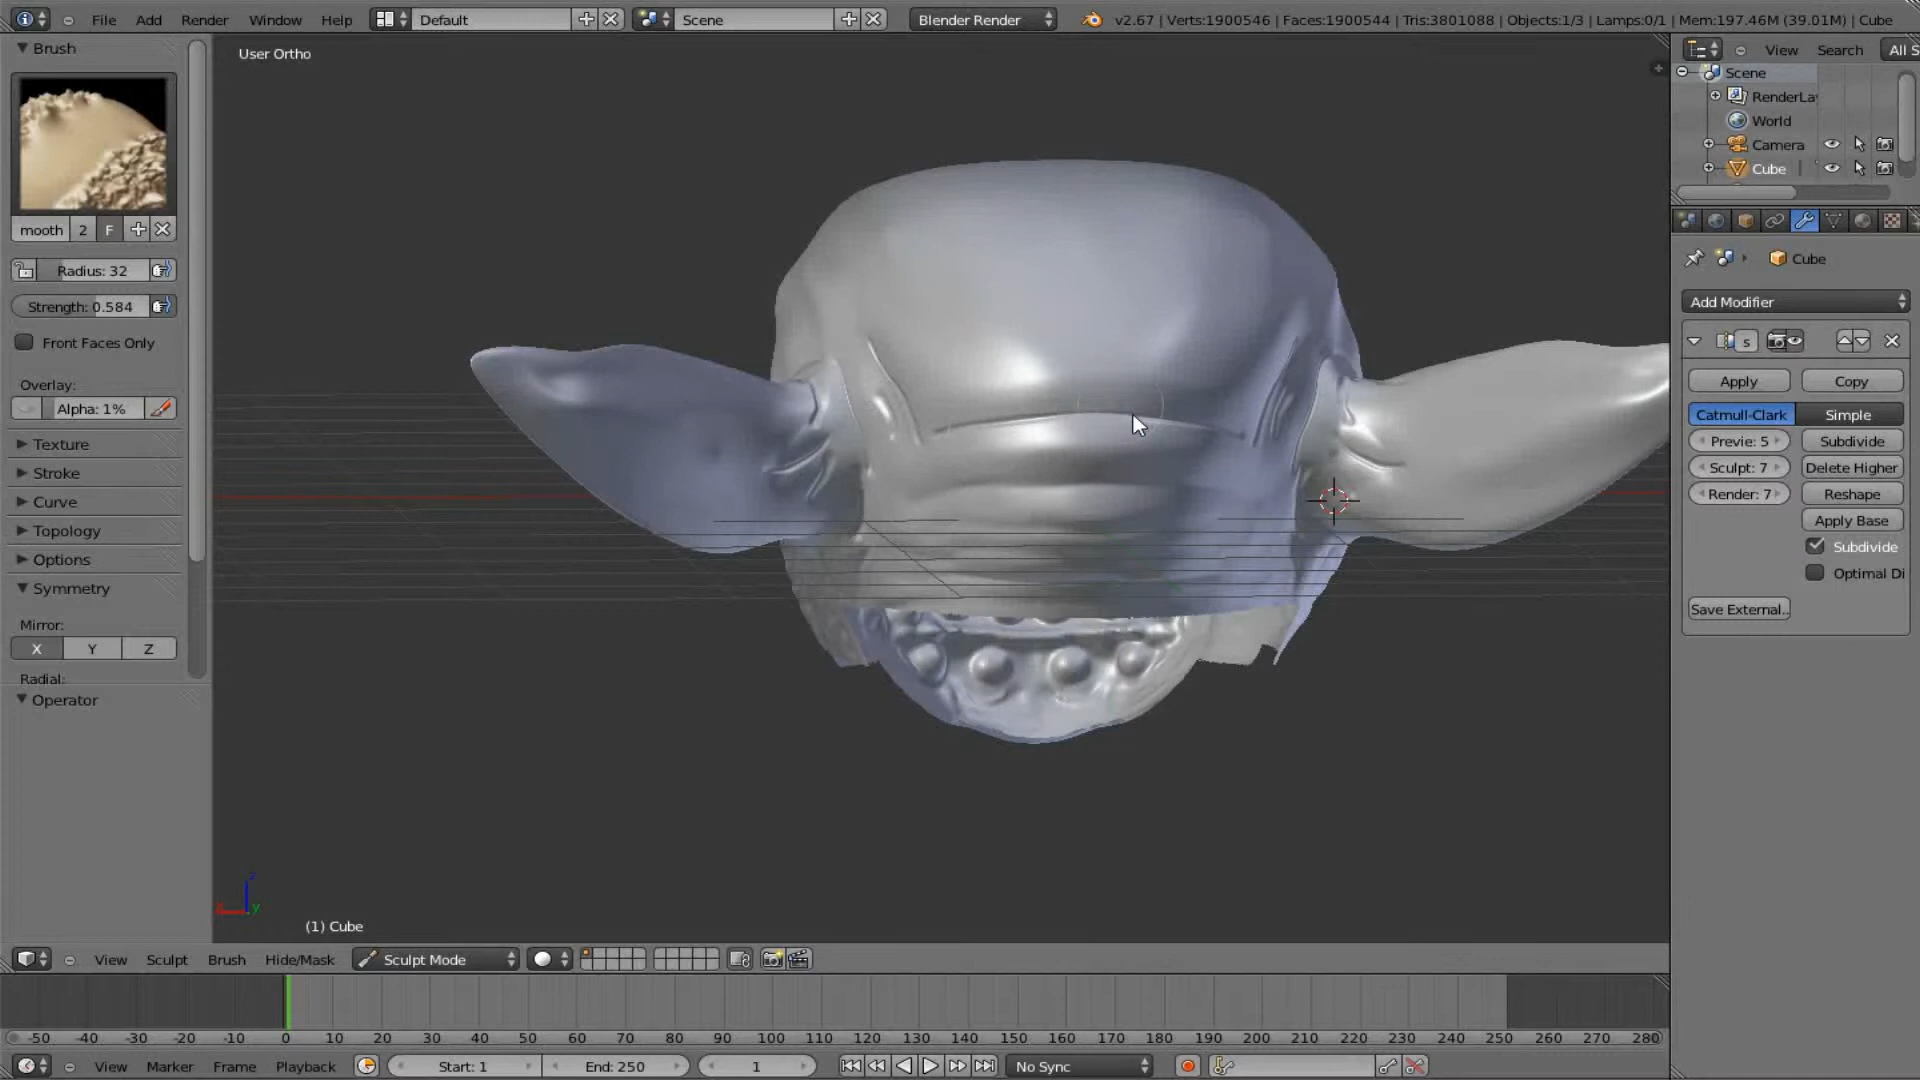 File Add Render Window Help Default Scene Blender Render v2.67 | Verts:1900546 | Faces:1900544 | Tris:3801088 | Objects:1/3 | Lamps:0/1 | Mem:197.46M (39.01M) | Cube
Brush
User Ortho
View Search All S
Scene
RenderLa
World
Camera
Cube
mooth 2 F
Radius: 32
Strength: 0.584
Front Faces Only
Overlay:
Alpha: 1%
Texture
Stroke
Curve
Topology
Options
Symmetry
Mirror:
X Y Z
Radial:
Operator
Cube
Add Modifier
s
Apply Copy
Catmull-Clark Simple
Previe: 5 Subdivide
Sculpt: 7 Delete Higher
Render: 7 Reshape
Apply Base
Subdivide
Optimal Di
Save External..
z
y
(1) Cube
View Sculpt Brush Hide/Mask Sculpt Mode
-50 -40 -30 -20 -10 0 10 20 30 40 50 60 70 80 90 100 110 120 130 140 150 160 170 180 190 200 210 220 230 240 250 260 270 280
View Marker Frame Playback Start: 1 End: 250 1 No Sync